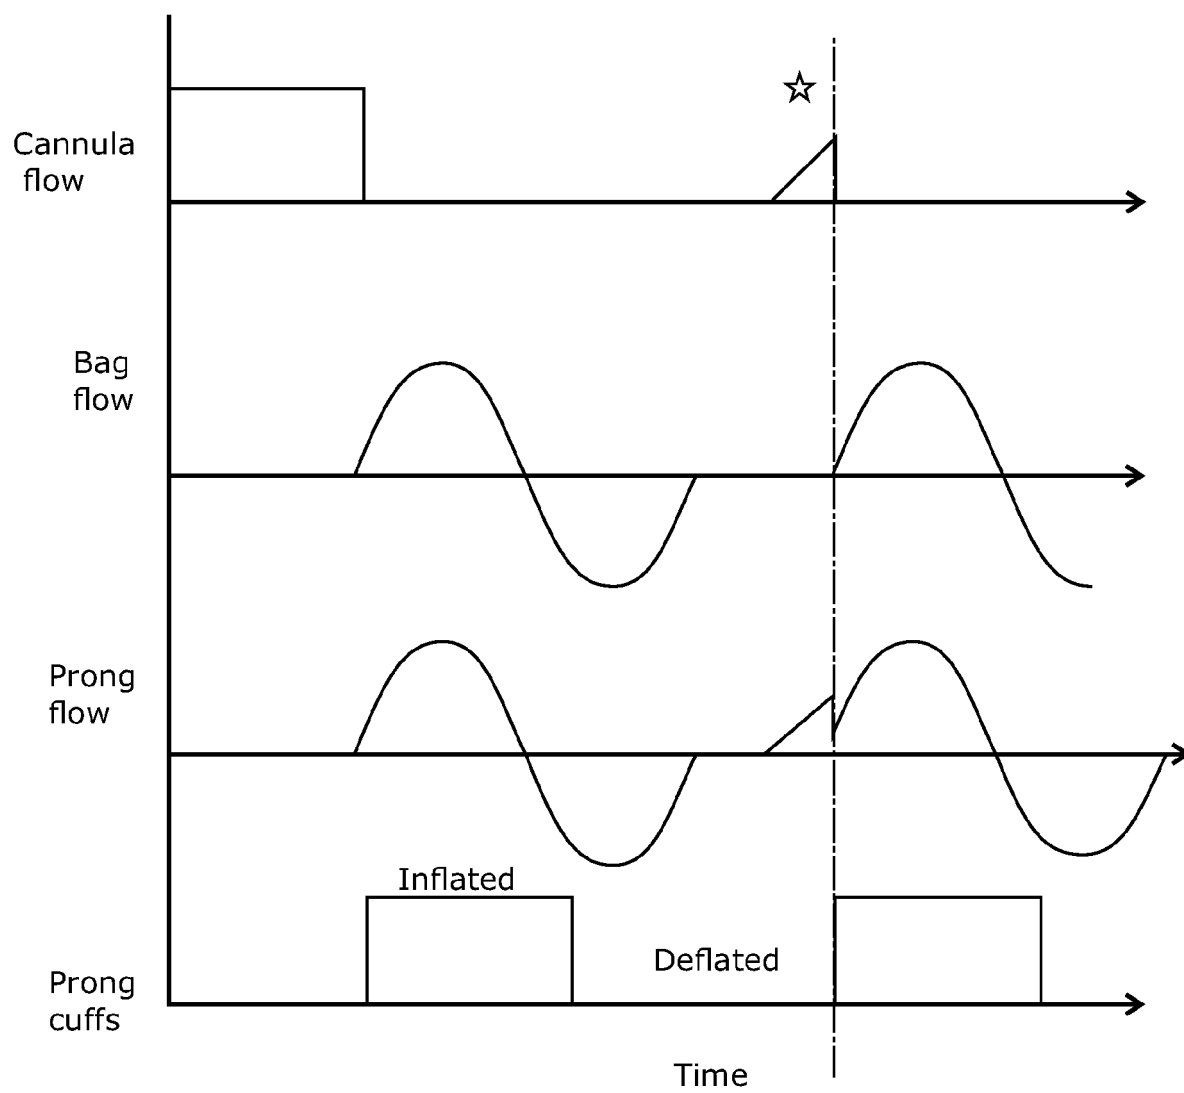 Cannula
flow
Bag
flow
Prong
flow
Inflated
Deflated
Prong
cuffs
Time